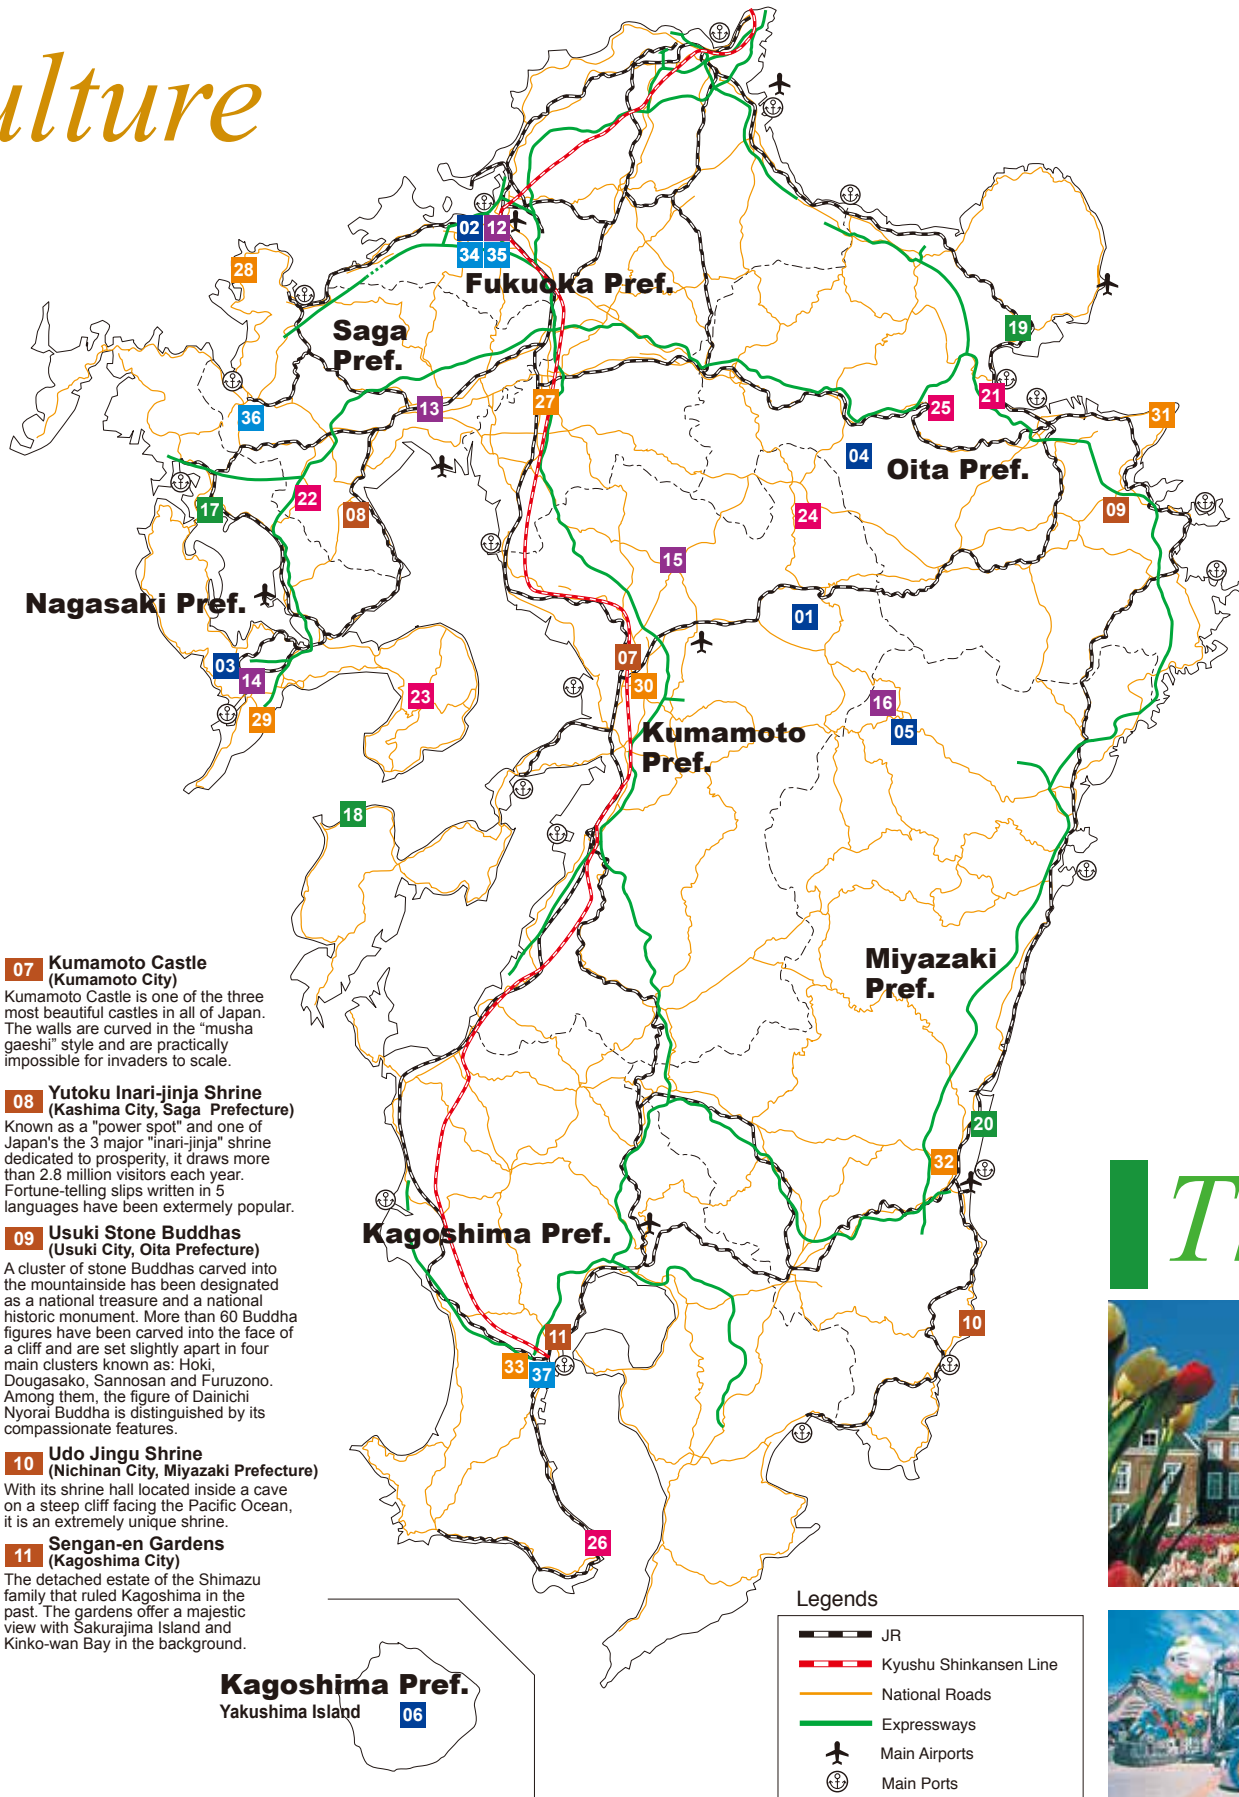 ulture
02 12
34 35
Fukuoka Pref.
28
Saga
Pref.
19
13
27
36
25
21
31
04
Oita Pref.
22
08
17
24
09
15
Nagasaki Pref.
01
03
14
07
30
23
29
16
05
Kumamoto
Pref.
18
Miyazaki
Pref.
20
32
Kagoshima Pref.
11
10
33
37
26
07 Kumamoto Castle
(Kumamoto City)
Kumamoto Castle is one of the three
most beautiful castles in all of Japan.
The walls are curved in the “musha
gaeshi” style and are practically
impossible for invaders to scale.
08 Yutoku Inari-jinja Shrine
(Kashima City, Saga Prefecture)
Known as a "power spot" and one of
Japan's the 3 major "inari-jinja" shrine
dedicated to prosperity, it draws more
than 2.8 million visitors each year.
Fortune-telling slips written in 5
languages have been extermely popular.
09 Usuki Stone Buddhas
(Usuki City, Oita Prefecture)
A cluster of stone Buddhas carved into
the mountainside has been designated
as a national treasure and a national
historic monument. More than 60 Buddha
figures have been carved into the face of
a cliff and are set slightly apart in four
main clusters known as: Hoki,
Dougasako, Sannosan and Furuzono.
Among them, the figure of Dainichi
Nyorai Buddha is distinguished by its
compassionate features.
10 Udo Jingu Shrine
(Nichinan City, Miyazaki Prefecture)
With its shrine hall located inside a cave
on a steep cliff facing the Pacific Ocean,
it is an extremely unique shrine.
11 Sengan-en Gardens
(Kagoshima City)
The detached estate of the Shimazu
family that ruled Kagoshima in the
past. The gardens offer a majestic
view with Sakurajima Island and
Kinko-wan Bay in the background.
Kagoshima Pref.
Yakushima Island
06
Legends
JR
Kyushu Shinkansen Line
National Roads
Expressways
Main Airports
Main Ports
T